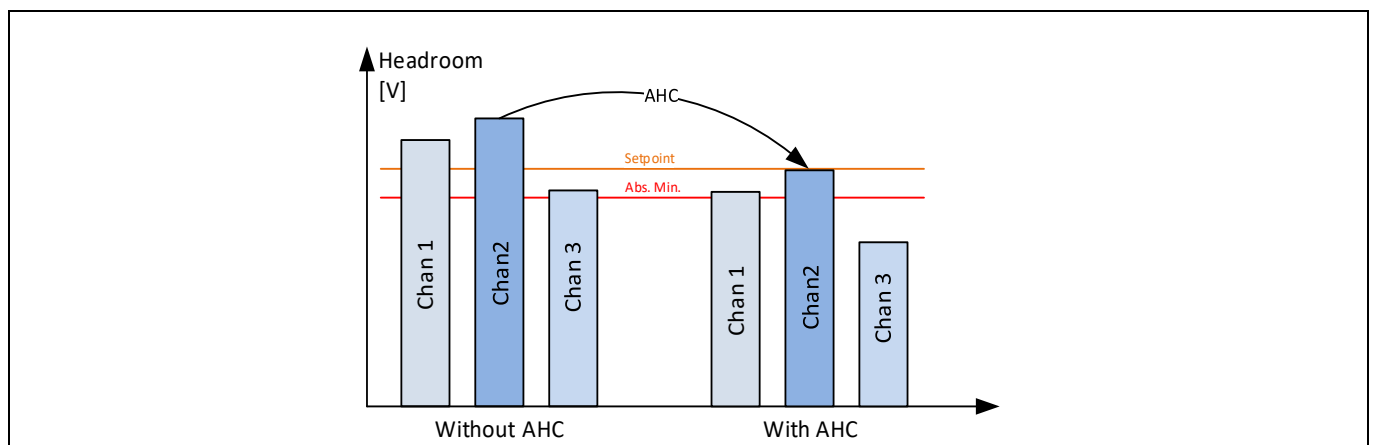 Headroom
[V]
AHC
Setpoint
Abs. Min.
Chan 1
Chan2
Chan 3
Chan 1
Chan2
Chan 3
Without AHC
With AHC